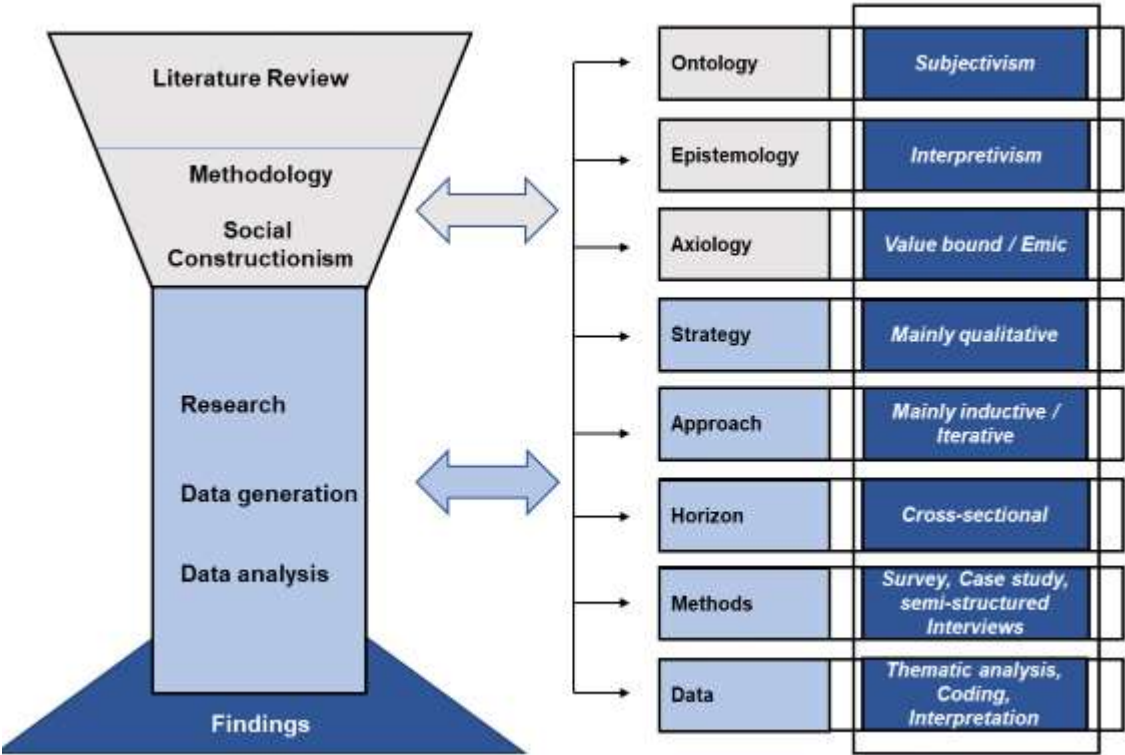 Literature Review
Methodology
Social
Constructionism
Research
Data generation
Data analysis
Findings
Ontology
Subjectivism
Epistemology
Interpretivism
Axiology
Value bound / Emic
Strategy
Mainly qualitative
Approach
Mainly inductive /
Iterative
Horizon
Cross-sectional
Methods
Survey, Case study,
semi-structured
Interviews
Data
Thematic analysis,
Coding,
Interpretation